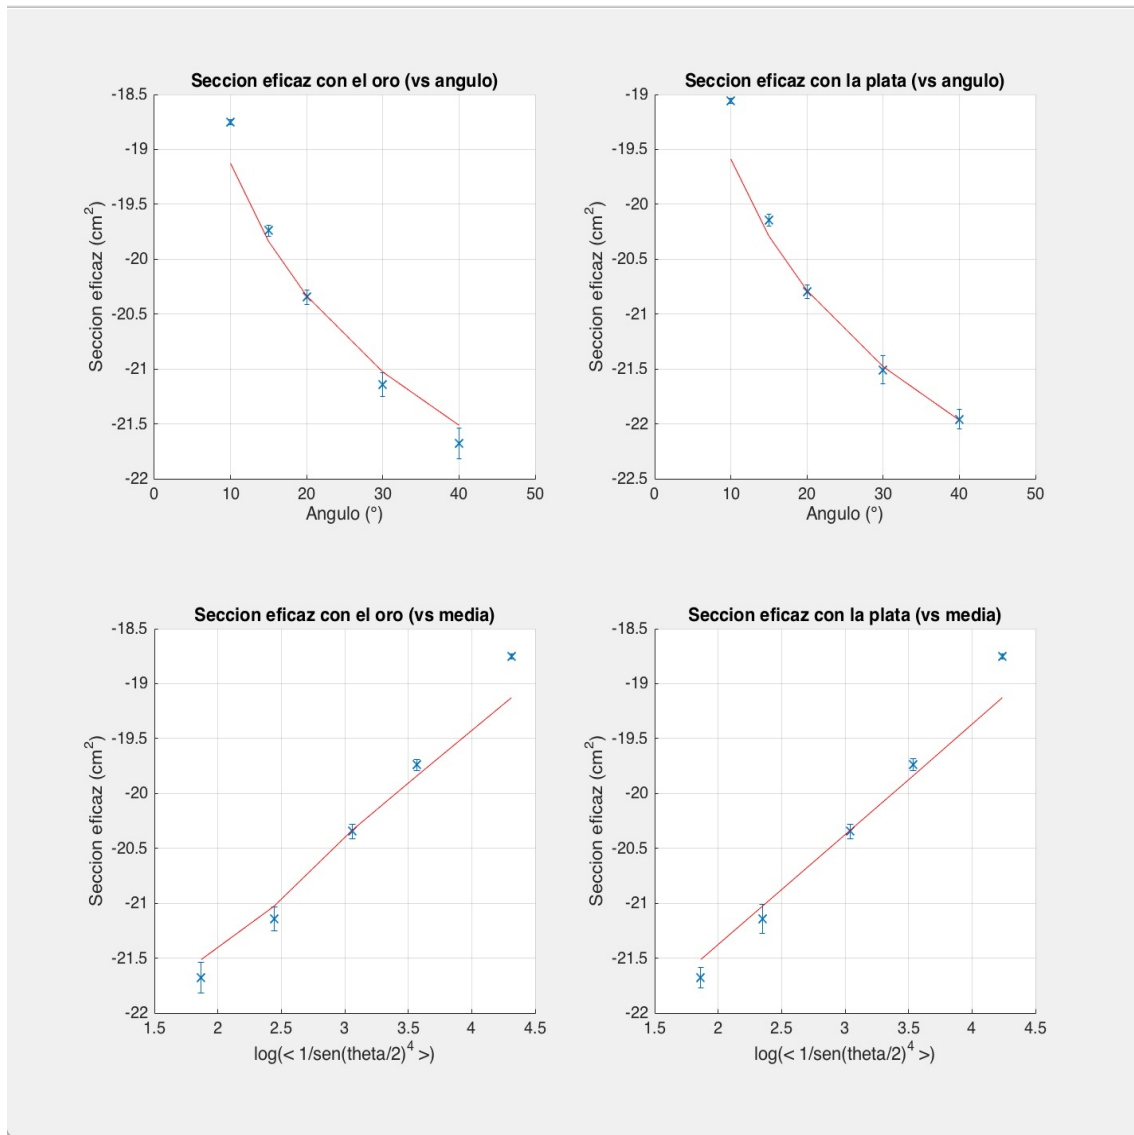 Seccion eficaz con el oro (vs angulo)
-18.5
-19
-19.5
-20
-20.5
-21
-21.5
-22
Seccion eficaz (cm²)
0 10 20 30 40 50
Angulo (°)
Seccion eficaz con la plata (vs angulo)
-19
-19.5
-20
-20.5
-21
-21.5
-22
-22.5
Seccion eficaz (cm²)
0 10 20 30 40 50
Angulo (°)
Seccion eficaz con el oro (vs media)
-18.5
-19
-19.5
-20
-20.5
-21
-21.5
-22
Seccion eficaz (cm²)
1.5 2 2.5 3 3.5 4 4.5
log(< 1/sen(theta/2)⁴ >)
Seccion eficaz con la plata (vs media)
-18.5
-19
-19.5
-20
-20.5
-21
-21.5
-22
Seccion eficaz (cm²)
1.5 2 2.5 3 3.5 4 4.5
log(< 1/sen(theta/2)⁴ >)